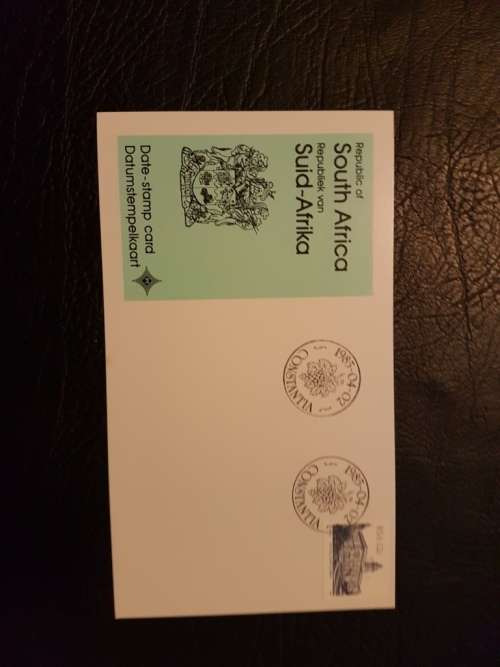 Republic of
South Africa
Republiek van
Suid-Afrika
Date-stamp card
Datumstempelkaart
1985-04-02
CONSTANTIA
1985-04-02
CONSTANTIA